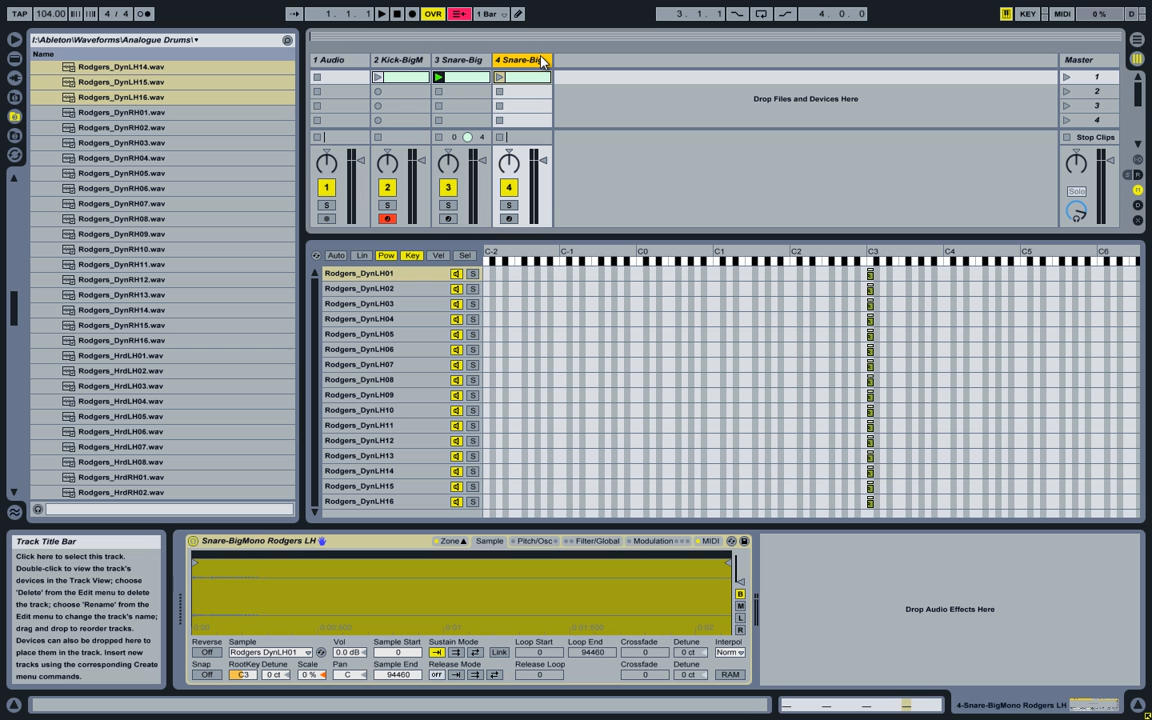 TAP 104.00 4 / 4 1. 1. 1 OVR 1 Bar 3. 1. 1 4. 0. 0 KEY MIDI 0 % D
I:\Ableton\Waveforms\Analogue Drums\
Name
Rodgers_DynLH14.wav
Rodgers_DynLH15.wav
Rodgers_DynLH16.wav
Rodgers_DynRH01.wav
Rodgers_DynRH02.wav
Rodgers_DynRH03.wav
Rodgers_DynRH04.wav
Rodgers_DynRH05.wav
Rodgers_DynRH06.wav
Rodgers_DynRH07.wav
Rodgers_DynRH08.wav
Rodgers_DynRH09.wav
Rodgers_DynRH10.wav
Rodgers_DynRH11.wav
Rodgers_DynRH12.wav
Rodgers_DynRH13.wav
Rodgers_DynRH14.wav
Rodgers_DynRH15.wav
Rodgers_DynRH16.wav
Rodgers_HrdLH01.wav
Rodgers_HrdLH02.wav
Rodgers_HrdLH03.wav
Rodgers_HrdLH04.wav
Rodgers_HrdLH05.wav
Rodgers_HrdLH06.wav
Rodgers_HrdLH07.wav
Rodgers_HrdLH08.wav
Rodgers_HrdRH01.wav
Rodgers_HrdRH02.wav
1 Audio 2 Kick-BigM 3 Snare-Big 4 Snare-Big Master
1
2
3
4
Drop Files and Devices Here
0 4 Stop Clips
1 2 3 4 Solo
S S S S
Auto Lin Pow Key Vel Sel C-2 C-1 C0 C1 C2 C3 C4 C5 C6
Rodgers_DynLH01 S
Rodgers_DynLH02 S
Rodgers_DynLH03 S
Rodgers_DynLH04 S
Rodgers_DynLH05 S
Rodgers_DynLH06 S
Rodgers_DynLH07 S
Rodgers_DynLH08 S
Rodgers_DynLH09 S
Rodgers_DynLH10 S
Rodgers_DynLH11 S
Rodgers_DynLH12 S
Rodgers_DynLH13 S
Rodgers_DynLH14 S
Rodgers_DynLH15 S
Rodgers_DynLH16 S
Track Title Bar
Click here to select this track.
Double-click to view the track's
devices in the Track View; choose
'Delete' from the Edit menu to delete
the track; choose 'Rename' from the
Edit menu to change the track's name;
drag and drop to reorder tracks.
Devices can also be dropped here to
place them in the track. Insert new
tracks using the corresponding Create
menu commands.
Snare-BigMono Rodgers LH Zone Sample Pitch/Osc Filter/Global Modulation MIDI
B
M
L
R
0:00 0:00:500 0:01 0:01:500 0:02
Reverse Sample Vol Sample Start Sustain Mode Loop Start Loop End Crossfade Detune Interpol
Off Rodgers DynLH01 0.0 dB 0 Link 0 94460 0 0 ct Norm
Snap RootKey Detune Scale Pan Sample End Release Mode Release Loop Crossfade Detune
Off C3 0 ct 0 % C 94460 OFF 0 0 0 ct RAM
Drop Audio Effects Here
4-Snare-BigMono Rodgers LH